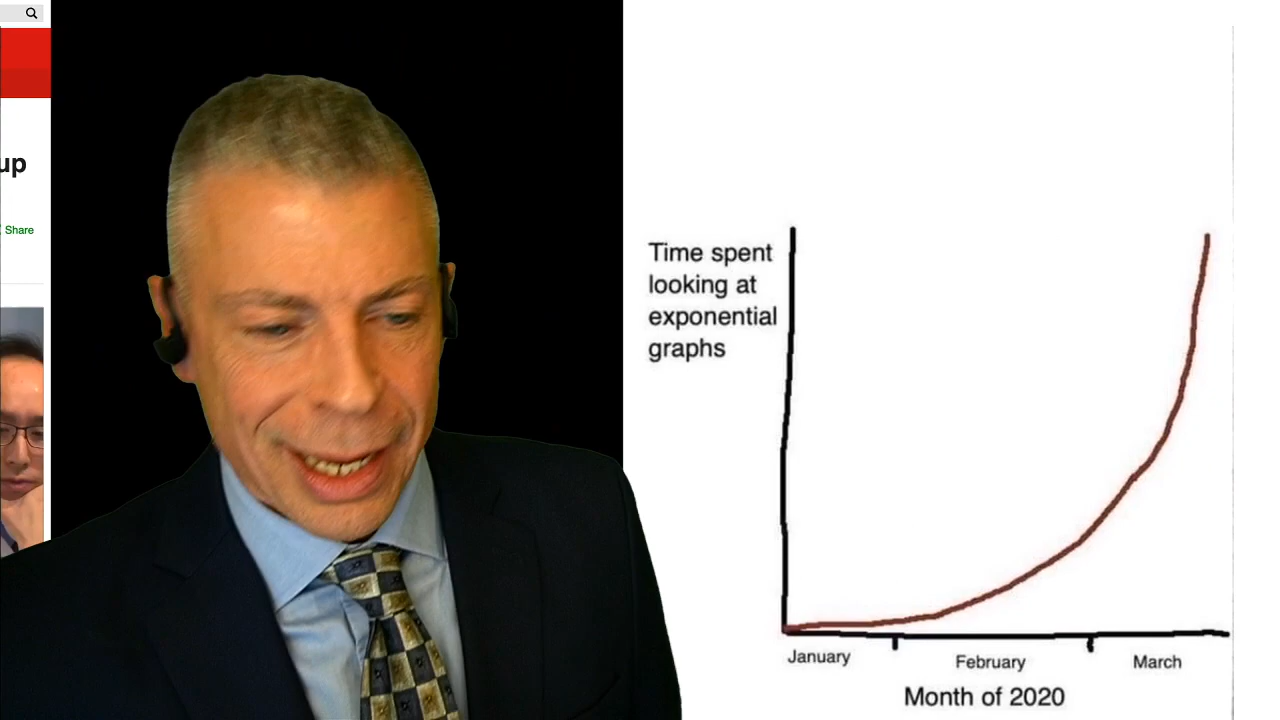 up
Share
Time spent
looking at
exponential
graphs
January
February
March
Month of 2020